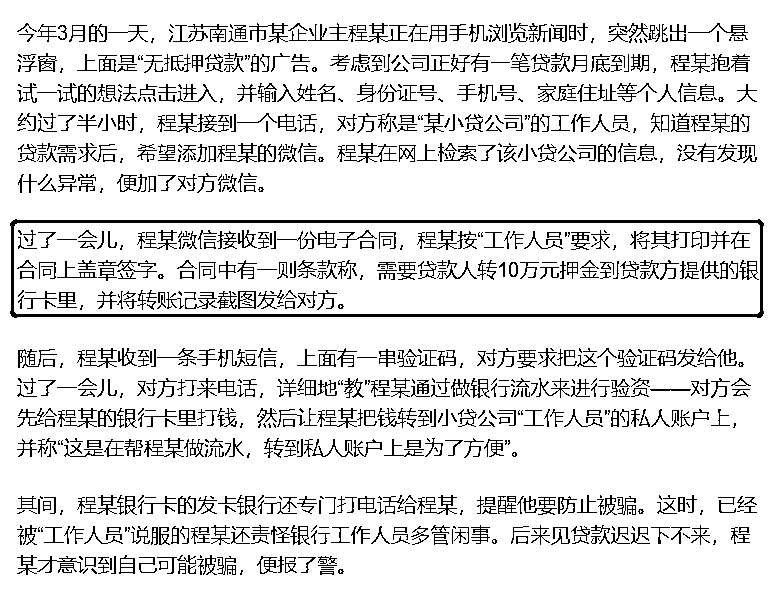 今年3月的一天，江苏南通市某企业主程某正在用手机浏览新闻时，突然跳出一个悬
浮窗，上面是“无抵押贷款”的广告。考虑到公司正好有一笔贷款月底到期，程某抱着
试一试的想法点击进入，并输入姓名、身份证号、手机号、家庭住址等个人信息。大
约过了半小时，程某接到一个电话，对方称是“某小贷公司”的工作人员，知道程某的
贷款需求后，希望添加程某的微信。程某在网上检索了该小贷公司的信息，没有发现
什么异常，便加了对方微信。
过了一会儿，程某微信接收到一份电子合同，程某按“工作人员”要求，将其打印并在
合同上盖章签字。合同中有一则条款称，需要贷款人转10万元押金到贷款方提供的银
行卡里，并将转账记录截图发给对方。
随后，程某收到一条手机短信，上面有一串验证码，对方要求把这个验证码发给他。
过了一会儿，对方打来电话，详细地“教”程某通过做银行流水来进行验资——对方会
先给程某的银行卡里打钱，然后让程某把钱转到小贷公司“工作人员”的私人账户上，
并称“这是在帮程某做流水，转到私人账户上是为了方便”。
其间，程某银行卡的发卡银行还专门打电话给程某，提醒他要防止被骗。这时，已经
被“工作人员”说服的程某还责怪银行工作人员多管闲事。后来见贷款迟迟下不来，程
某才意识到自己可能被骗，便报了警。